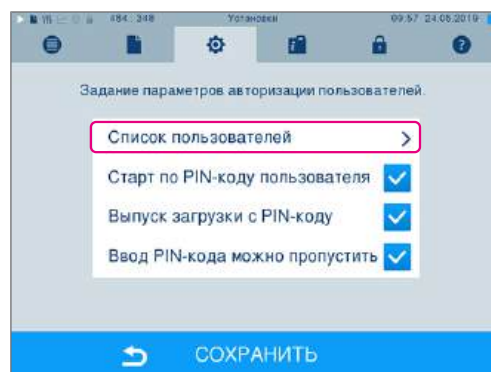 484 : 348 Установки 09:57 24.05.2019
Задание параметров авторизации пользователей.
Список пользователей
Старт по PIN-коду пользователя
Выпуск загрузки с PIN-коду
Ввод PIN-кода можно пропустить
СОХРАНИТЬ